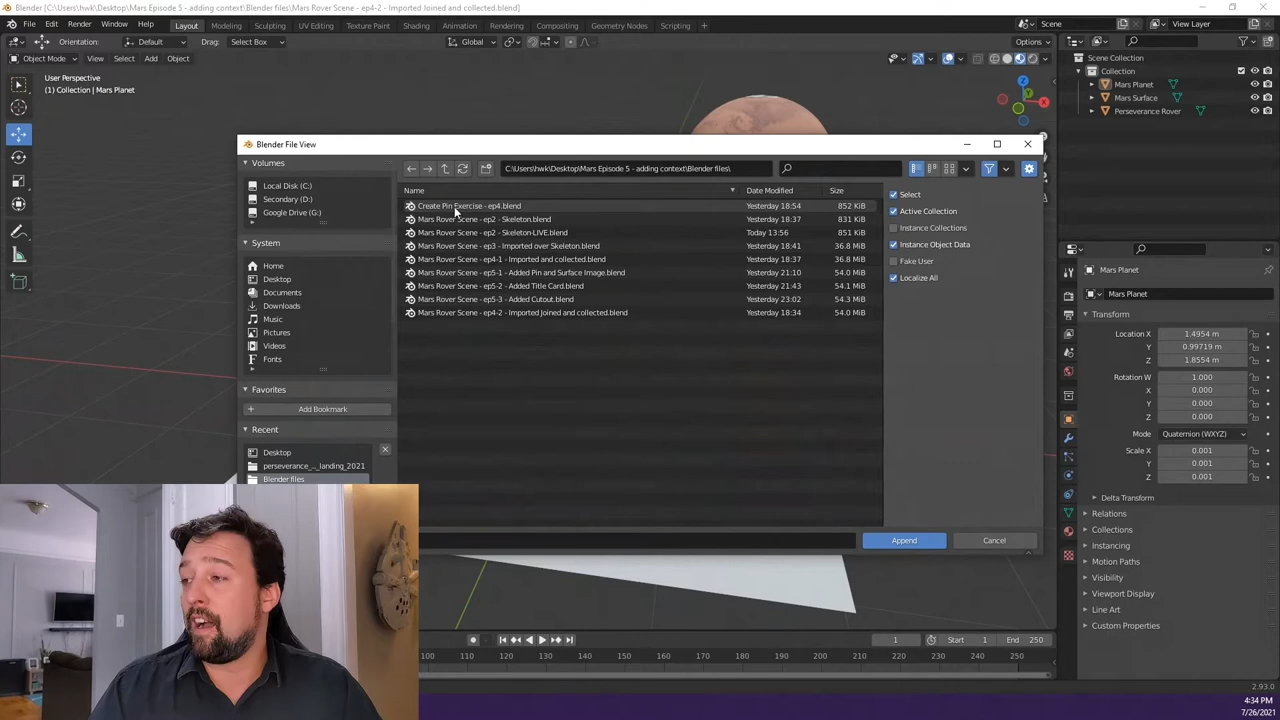 Blender [C:\Users\hwk\Desktop\Mars Episode 5 - adding context\Blender files\Mars Rover Scene - ep4-2 - Imported Joined and collected.blend]
File Edit Render Window Help Layout Modeling Sculpting UV Editing Texture Paint Shading Animation Rendering Compositing Geometry Nodes Scripting + Scene View Layer
Orientation: Default Drag: Select Box Global Options
Object Mode View Select Add Object
User Perspective
(1) Collection | Mars Planet
Scene Collection
Collection
Mars Planet
Mars Surface
Perseverance Rover
Blender File View
Volumes
Local Disk (C:)
Secondary (D:)
Google Drive (G:)
System
Home
Desktop
Documents
Downloads
Music
Pictures
Videos
Fonts
Favorites
Add Bookmark
Recent
Desktop
perseverance_.._landing_2021
Blender files
C:\Users\hwk\Desktop\Mars Episode 5 - adding context\Blender files\
Name Date Modified Size
Create Pin Exercise - ep4.blend Yesterday 18:54 852 KiB
Mars Rover Scene - ep2 - Skeleton.blend Yesterday 18:37 831 KiB
Mars Rover Scene - ep2 - Skeleton-LIVE.blend Today 13:56 851 KiB
Mars Rover Scene - ep3 - Imported over Skeleton.blend Yesterday 18:41 36.8 MiB
Mars Rover Scene - ep4-1 - Imported and collected.blend Yesterday 18:37 36.8 MiB
Mars Rover Scene - ep5-1 - Added Pin and Surface Image.blend Yesterday 21:10 54.0 MiB
Mars Rover Scene - ep5-2 - Added Title Card.blend Yesterday 21:43 54.1 MiB
Mars Rover Scene - ep5-3 - Added Cutout.blend Yesterday 23:02 54.3 MiB
Mars Rover Scene - ep4-2 - Imported Joined and collected.blend Yesterday 18:34 54.0 MiB
Select
Active Collection
Instance Collections
Instance Object Data
Fake User
Localize All
Append Cancel
Mars Planet
Mars Planet
Transform
Location X 1.4954 m
Y 0.99719 m
Z 1.8554 m
Rotation W 1.000
X 0.000
Y 0.000
Z 0.000
Mode Quaternion (WXYZ)
Scale X 0.001
Y 0.001
Z 0.001
Delta Transform
Relations
Collections
Instancing
Motion Paths
Visibility
Viewport Display
Line Art
Custom Properties
1 Start 1 End 250
100 110 120 130 140 150 160 170 180 190 200 210 220 230 240 250
2.93.0
4:34 PM
7/26/2021